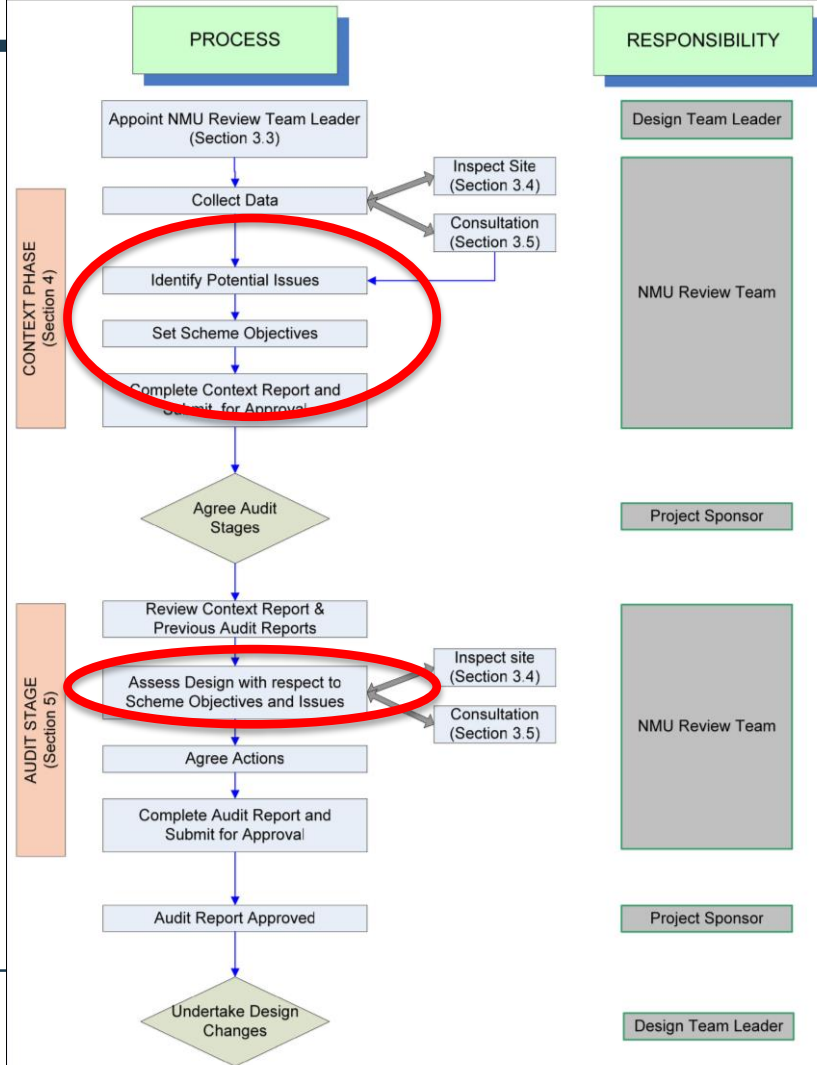 PROCESS
RESPONSIBILITY
Appoint NMU Review Team Leader
(Section 3.3)
Design Team Leader
CONTEXT PHASE
(Section 4)
Collect Data
Inspect Site
(Section 3.4)
Consultation
(Section 3.5)
Identify Potential Issues
Set Scheme Objectives
Complete Context Report and
Submit for Approval
NMU Review Team
Agree Audit
Stages
Project Sponsor
AUDIT STAGE
(Section 5)
Review Context Report &
Previous Audit Reports
Assess Design with respect to
Scheme Objectives and Issues
Inspect site
(Section 3.4)
Consultation
(Section 3.5)
Agree Actions
Complete Audit Report and
Submit for Approval
NMU Review Team
Audit Report Approved
Project Sponsor
Undertake Design
Changes
Design Team Leader